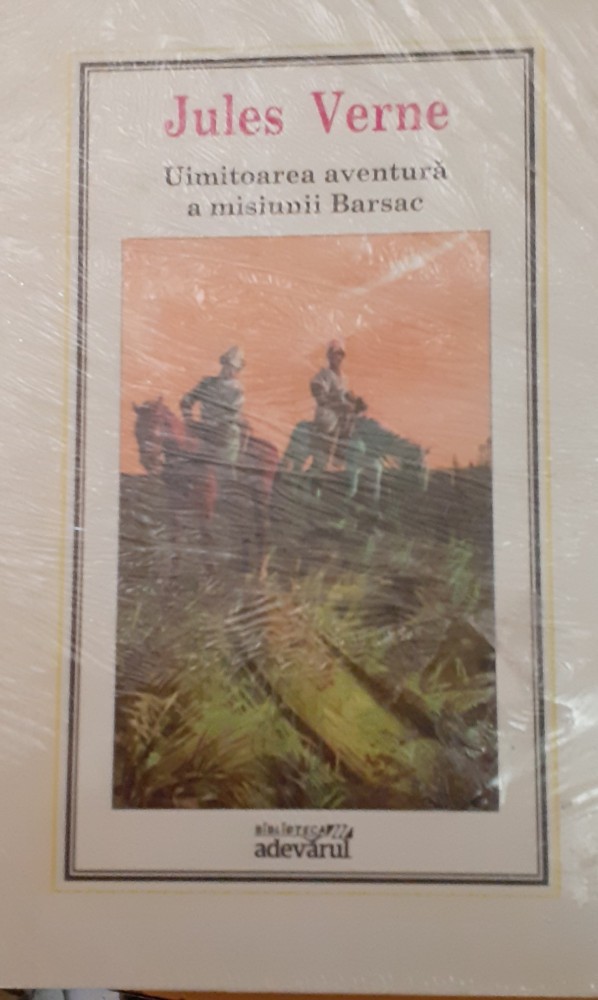 Jules Verne
Uimitoarea aventură
a misiunii Barsac
BIBLIOTECA
adevărul